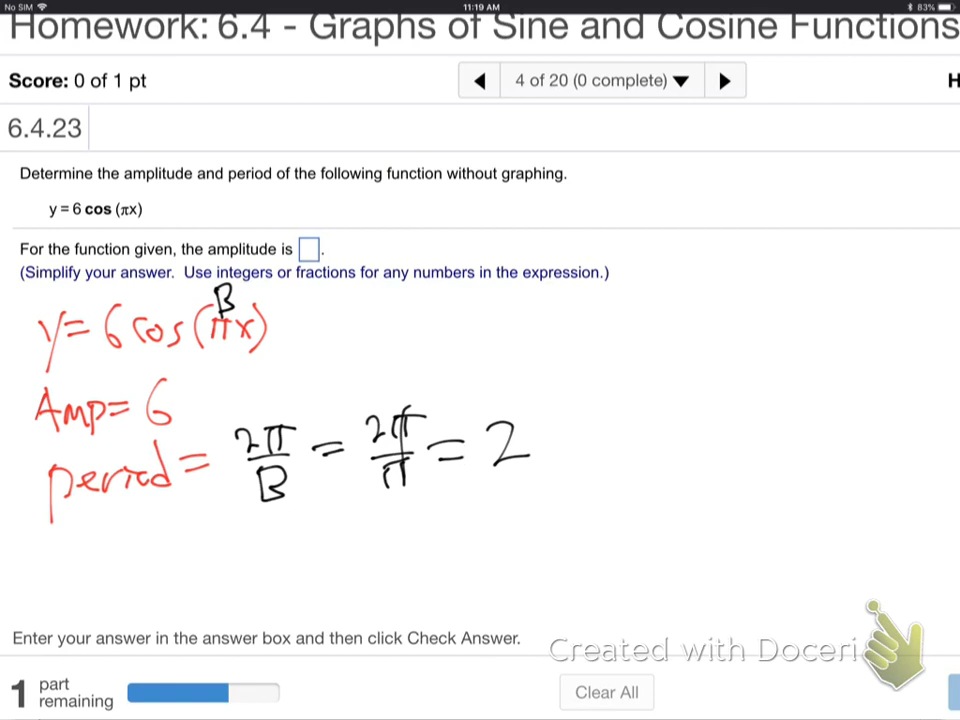 No SIM 11:19 AM 83%
Homework: 6.4 - Graphs of Sine and Cosine Functions
Score: 0 of 1 pt ◀ 4 of 20 (0 complete) ▼ ▶ H
6.4.23
Determine the amplitude and period of the following function without graphing.
y = 6 cos (πx)
For the function given, the amplitude is .
(Simplify your answer. Use integers or fractions for any numbers in the expression.)
B
y = 6 cos (πx)
Amp = 6
period = 2π/B = 2π/π = 2
Enter your answer in the answer box and then click Check Answer.
Created with Doceri
1 part remaining Clear All